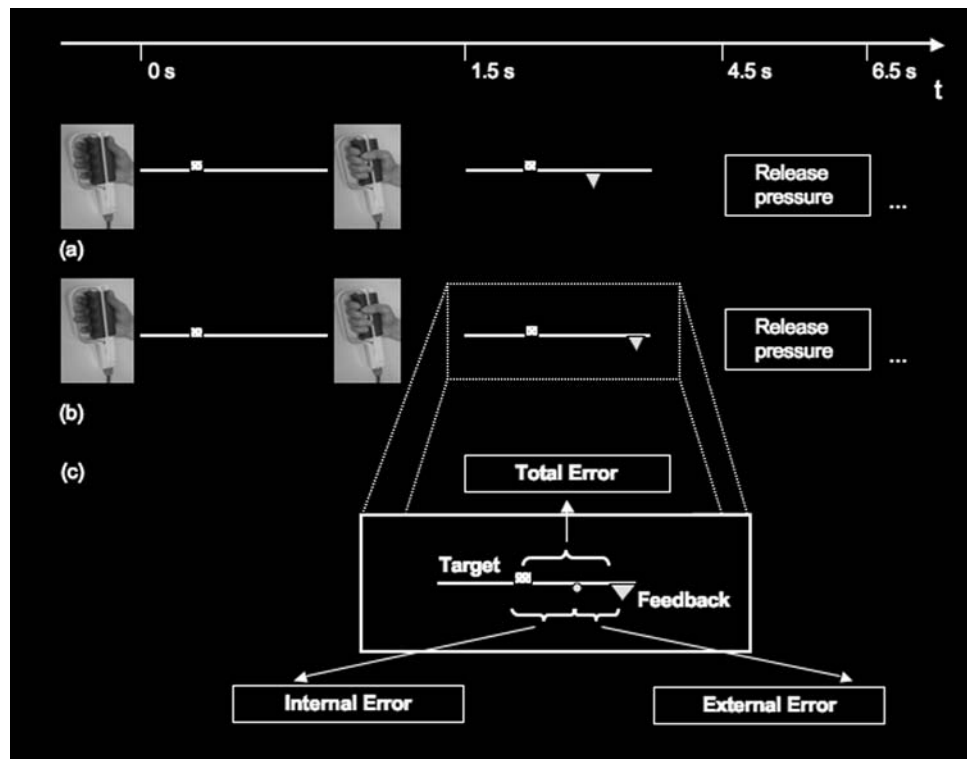 0 s
1.5 s
4.5 s
6.5 s
t
Release
pressure
...
(a)
Release
pressure
...
(b)
(c)
Total Error
Target
Feedback
Internal Error
External Error